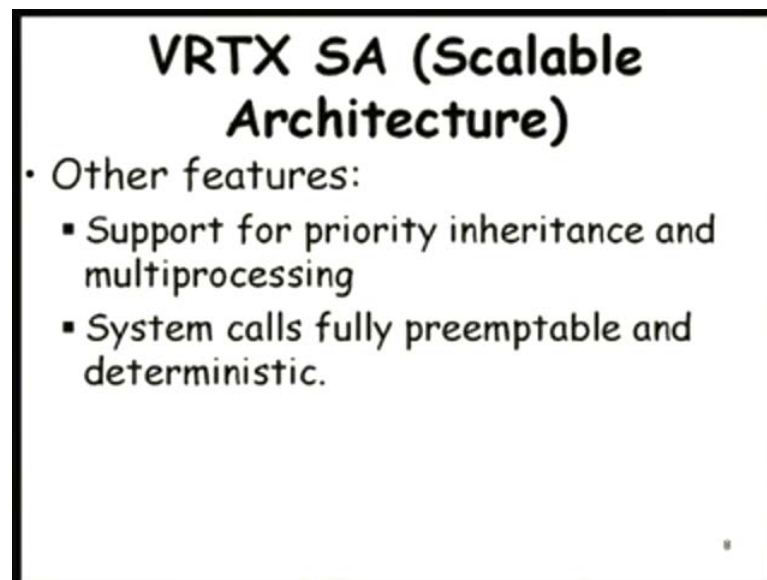 VRTX SA (Scalable
Architecture)
• Other features:
▪ Support for priority inheritance and
multiprocessing
▪ System calls fully preemptable and
deterministic.